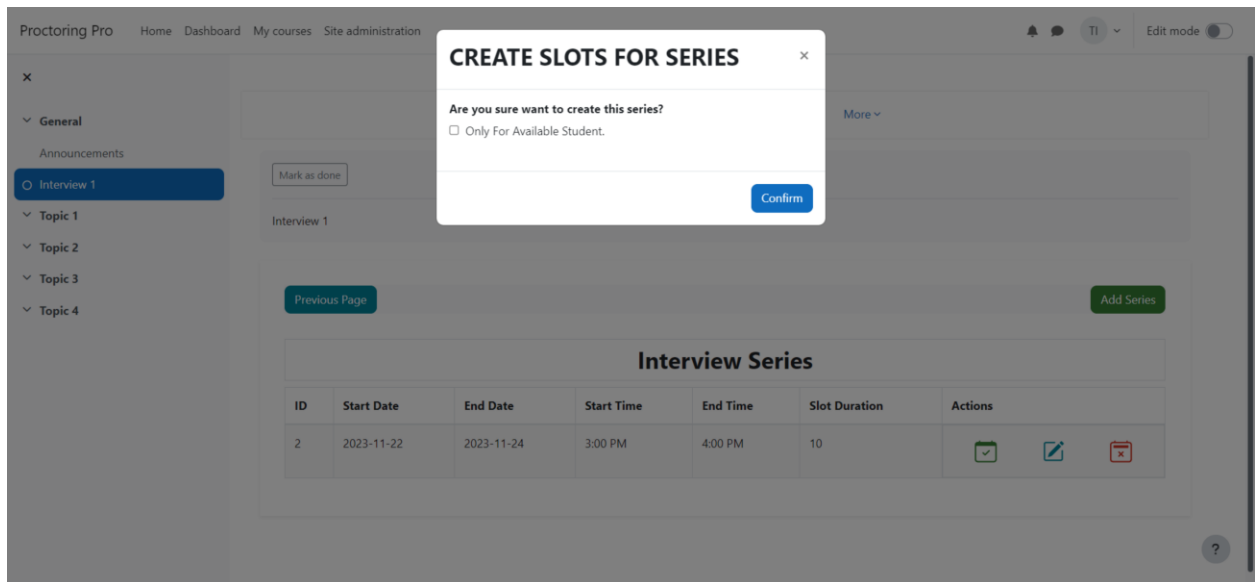 Proctoring Pro Home Dashboard My courses Site administration TI Edit mode
CREATE SLOTS FOR SERIES ×
Are you sure want to create this series?
Only For Available Student.
Confirm
×
General
Announcements
Interview 1
Topic 1
Topic 2
Topic 3
Topic 4
More
Mark as done
Interview 1
Previous Page Add Series
Interview Series
ID Start Date End Date Start Time End Time Slot Duration Actions
2 2023-11-22 2023-11-24 3:00 PM 4:00 PM 10
?